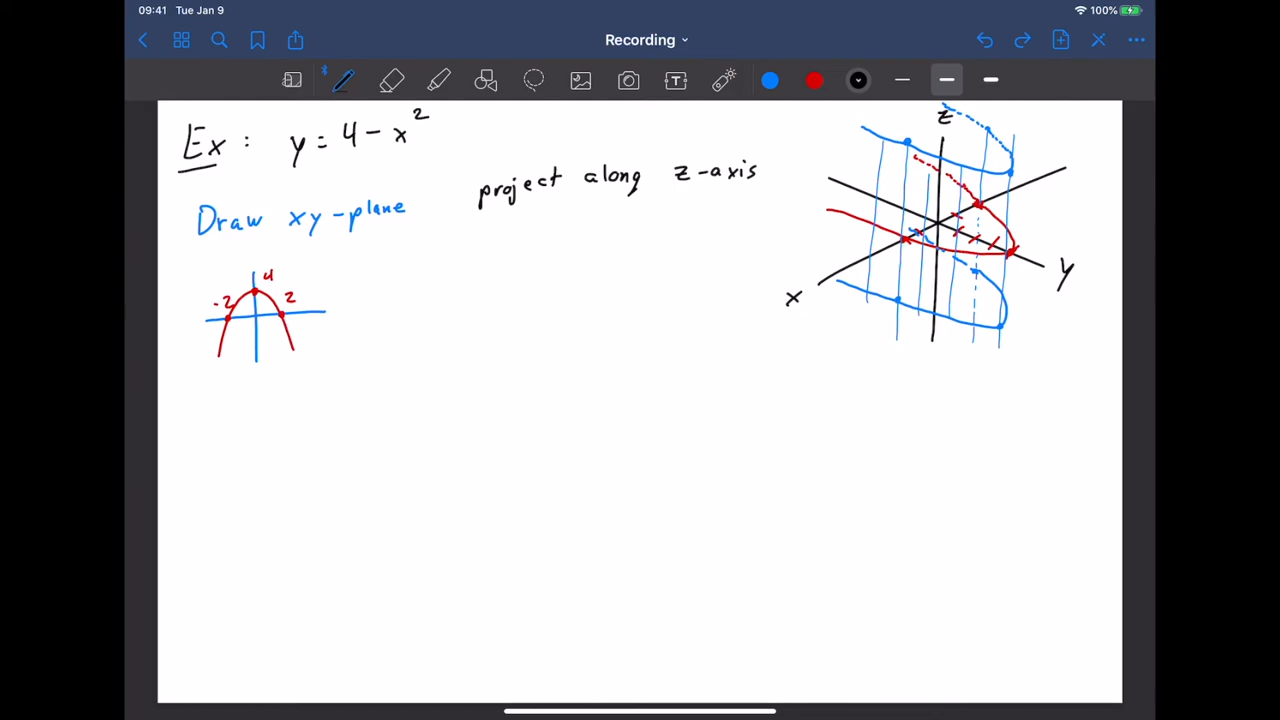 09:41 Tue Jan 9
100%
Recording
T
Ex : y = 4 - x²
project along z-axis
Draw xy-plane
z
y
x
4
-2
2